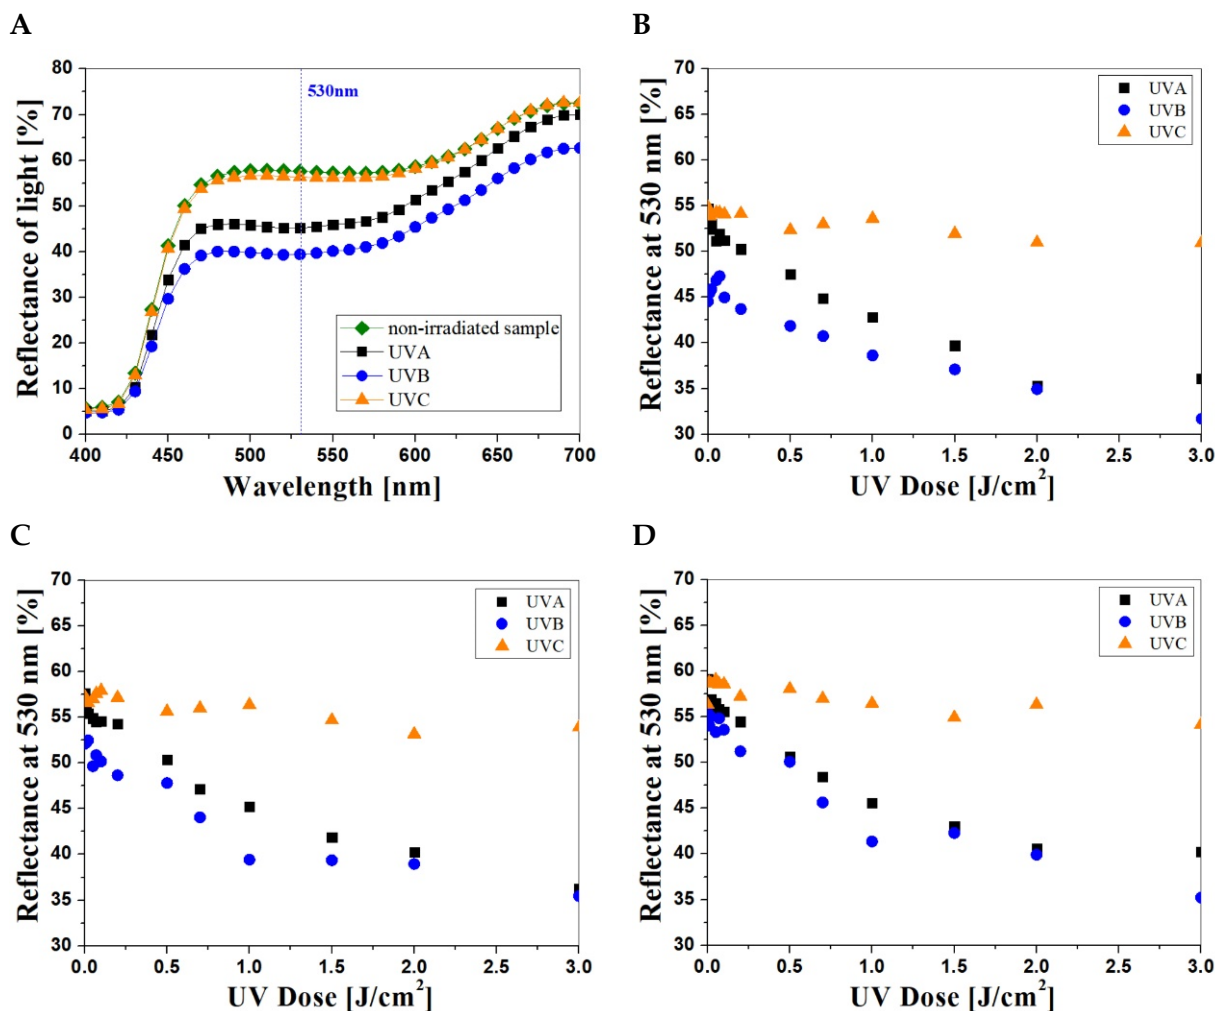 A
Reflectance of light [%]
80
70
60
50
40
30
20
10
0
530nm
non-irradiated sample
UVA
UVB
UVC
400 450 500 550 600 650 700
Wavelength [nm]
B
Reflectance at 530 nm [%]
70
65
60
55
50
45
40
35
30
UVA
UVB
UVC
0.0 0.5 1.0 1.5 2.0 2.5 3.0
UV Dose [J/cm²]
C
Reflectance at 530 nm [%]
70
65
60
55
50
45
40
35
30
UVA
UVB
UVC
0.0 0.5 1.0 1.5 2.0 2.5 3.0
UV Dose [J/cm²]
D
Reflectance at 530 nm [%]
70
65
60
55
50
45
40
35
30
UVA
UVB
UVC
0.0 0.5 1.0 1.5 2.0 2.5 3.0
UV Dose [J/cm²]